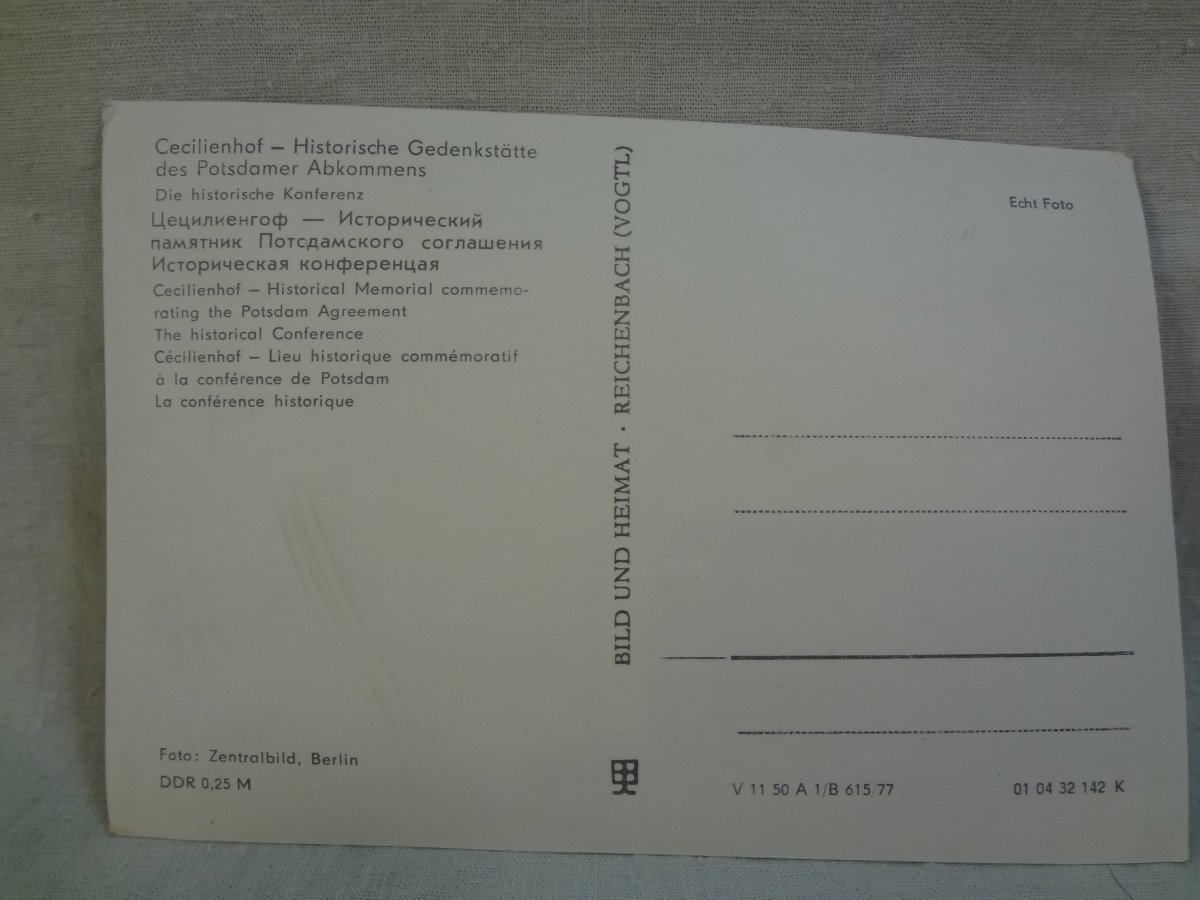 Cecilienhof – Historische Gedenkstätte
des Potsdamer Abkommens
Die historische Konferenz
Цецилиенгоф — Исторический
памятник Потсдамского соглашения
Историческая конференцая
Cecilienhof – Historical Memorial commemo-
rating the Potsdam Agreement
The historical Conference
Cécilienhof – Lieu historique commémoratif
à la conférence de Potsdam
La conférence historique
Foto: Zentralbild, Berlin
DDR 0,25 M
BILD UND HEIMAT · REICHENBACH (VOGTL)
Echt Foto
V 11 50 A 1/B 615/77
01 04 32 142 K